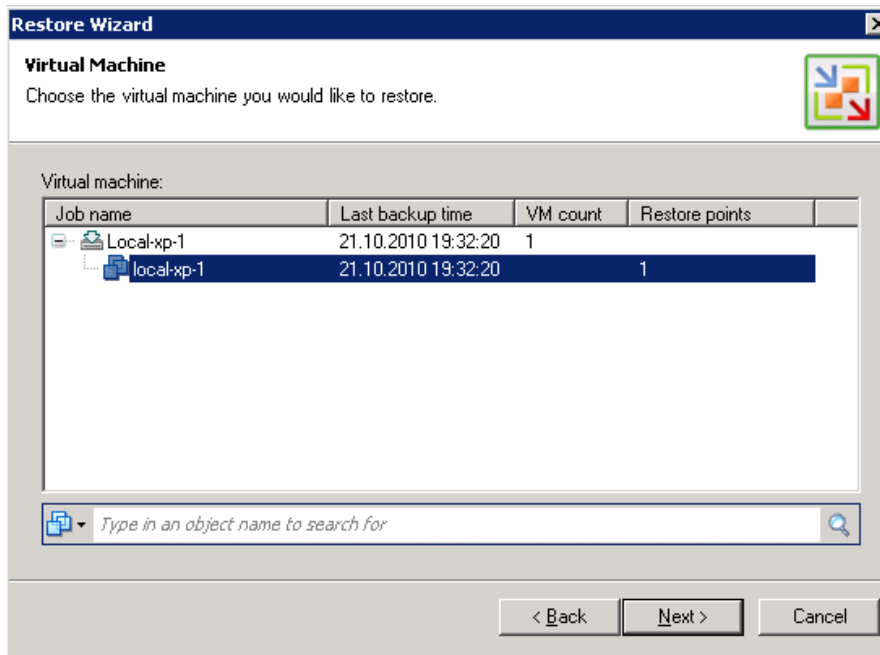 Restore Wizard
Virtual Machine
Choose the virtual machine you would like to restore.
Virtual machine:
Job name Last backup time VM count Restore points
Local-xp-1 21.10.2010 19:32:20 1
local-xp-1 21.10.2010 19:32:20 1
Type in an object name to search for
< Back Next > Cancel